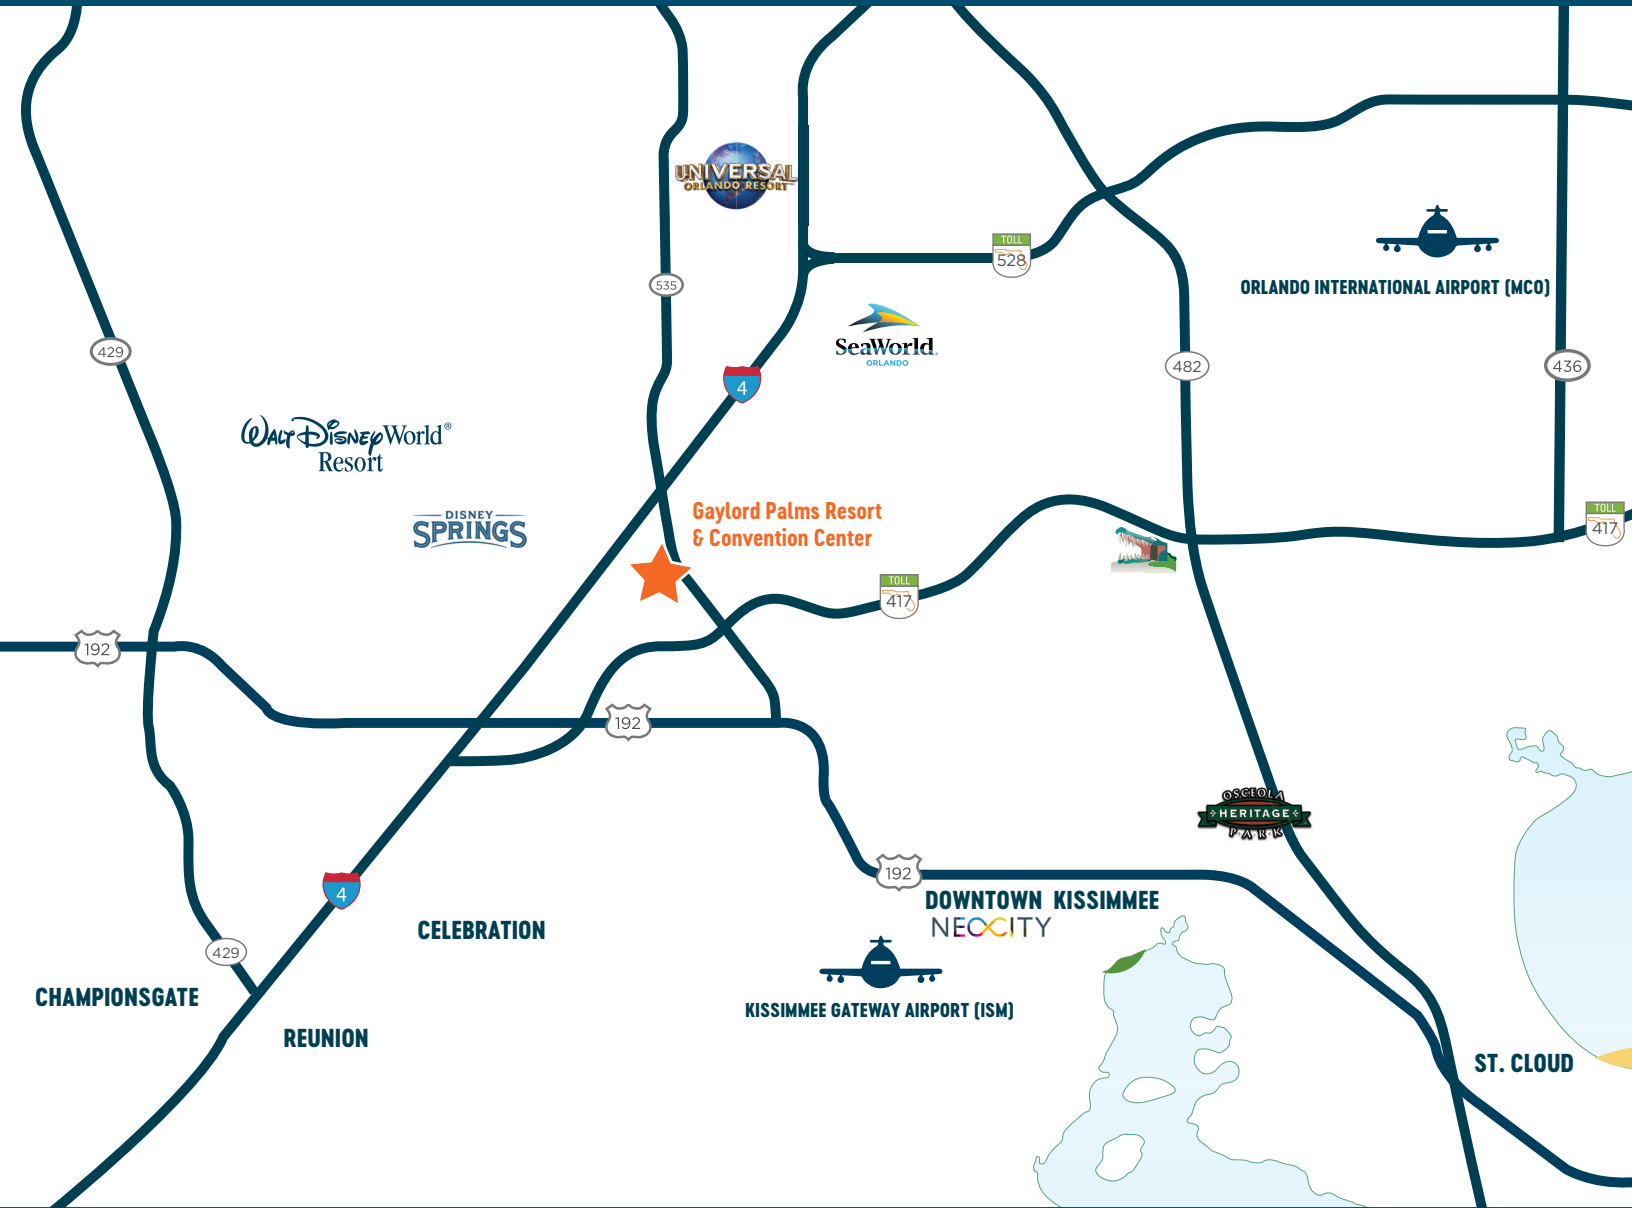 UNIVERSAL
ORLANDO RESORT
TOLL
528
ORLANDO INTERNATIONAL AIRPORT (MCO)
535
SeaWorld
ORLANDO
429
4
482
436
Walt Disney World®
Resort
DISNEY
SPRINGS
Gaylord Palms Resort
& Convention Center
TOLL
417
TOLL
417
192
192
OSCEOLA
HERITAGE
PARK
192
4
DOWNTOWN KISSIMMEE
NEOCITY
CELEBRATION
429
CHAMPIONSGATE
KISSIMMEE GATEWAY AIRPORT (ISM)
REUNION
ST. CLOUD